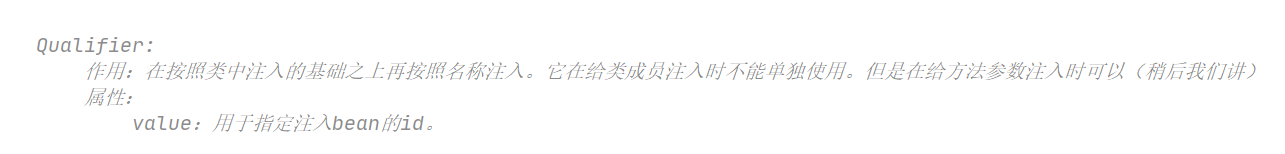 Qualifier:
作用：在按照类中注入的基础之上再按照名称注入。它在给类成员注入时不能单独使用。但是在给方法参数注入时可以（稍后我们讲）
属性：
value：用于指定注入bean的id。